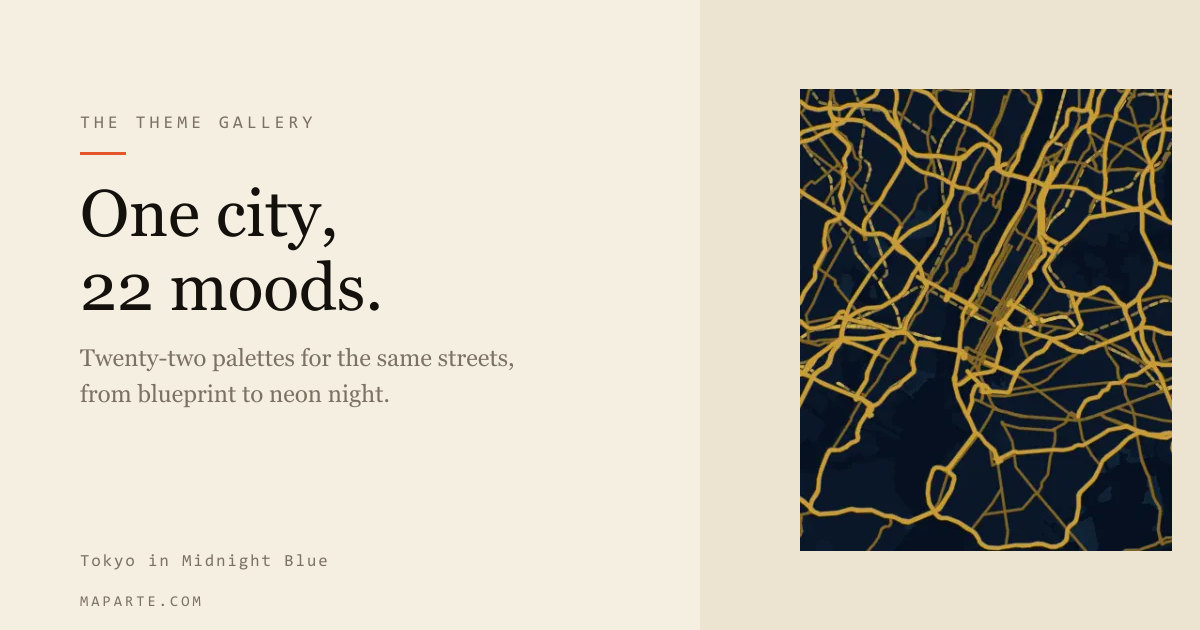 THE THEME GALLERY
One city,
22 moods.
Twenty-two palettes for the same streets,
from blueprint to neon night.
Tokyo in Midnight Blue
MAPARTE.COM